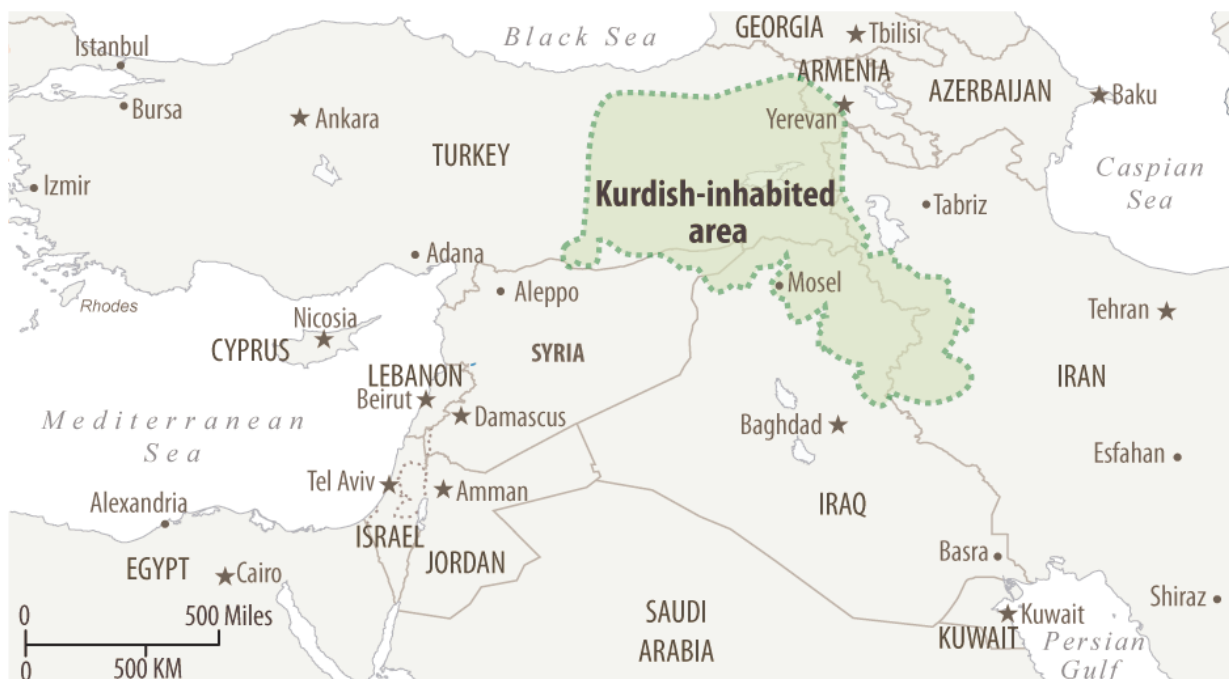 Black Sea
GEORGIA
Tbilisi
Istanbul
ARMENIA
AZERBAIJAN
Baku
Bursa
Ankara
Yerevan
TURKEY
Caspian
Sea
Izmir
Kurdish-inhabited
area
Tabriz
Adana
Aleppo
Mosel
Rhodes
Nicosia
Tehran
CYPRUS
SYRIA
LEBANON
IRAN
Beirut
Damascus
Baghdad
Mediterranean
Sea
Esfahan
Tel Aviv
Amman
Alexandria
IRAQ
ISRAEL
Basra
EGYPT
Cairo
JORDAN
Shiraz
0
500 Miles
SAUDI
ARABIA
Kuwait
KUWAIT
Persian
Gulf
0
500 KM